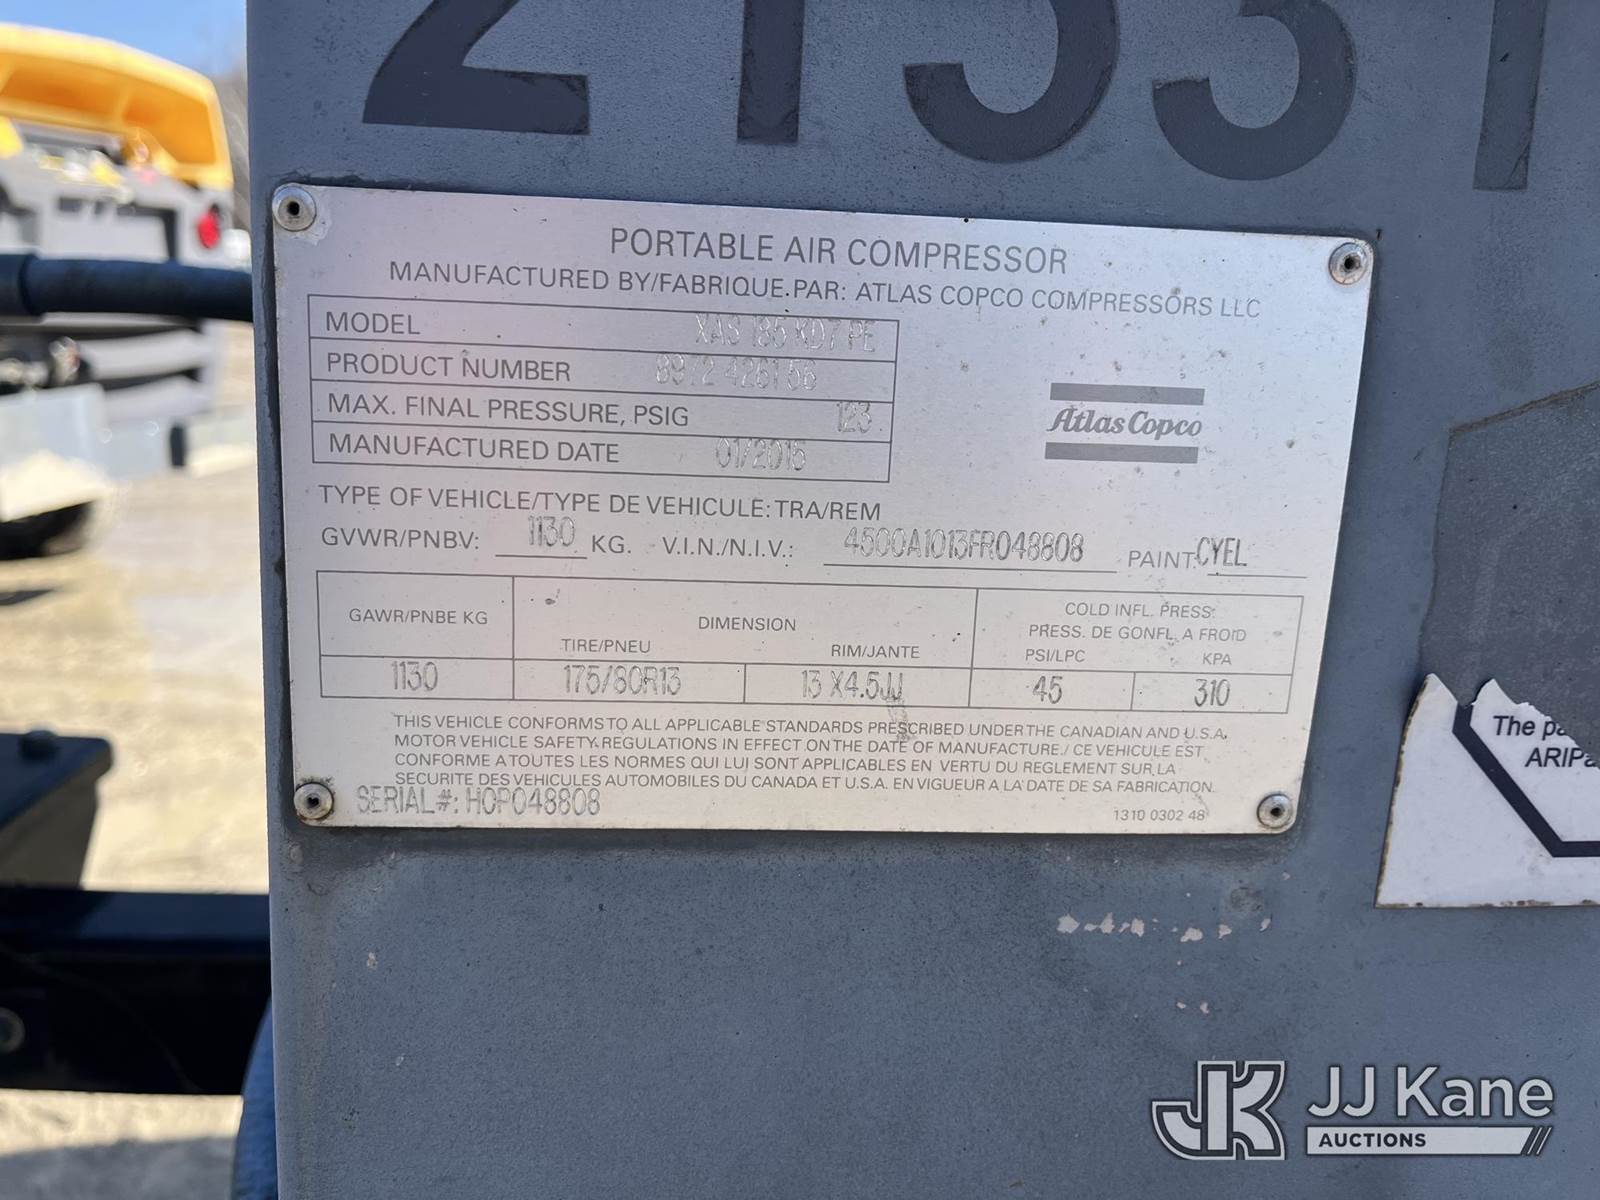 21531
PORTABLE AIR COMPRESSOR
MANUFACTURED BY/FABRIQUE PAR: ATLAS COPCO COMPRESSORS LLC
MODEL XAS 185 KD7 PE
PRODUCT NUMBER 8972 4261 56
MAX. FINAL PRESSURE, PSIG 123
MANUFACTURED DATE 01/2015
Atlas Copco
TYPE OF VEHICLE/TYPE DE VEHICULE: TRA/REM
GVWR/PNBV: 1130 KG. V.I.N./N.I.V.: 4500A1013FR048808 PAINT: CYEL
GAWR/PNBE KG DIMENSION COLD INFL. PRESS:
PRESS. DE GONFL. A FROID
TIRE/PNEU RIM/JANTE PSI/LPC KPA
1130 175/80R13 13 X4.5JJ 45 310
THIS VEHICLE CONFORMS TO ALL APPLICABLE STANDARDS PRESCRIBED UNDER THE CANADIAN AND U.S.A.
MOTOR VEHICLE SAFETY REGULATIONS IN EFFECT ON THE DATE OF MANUFACTURE./ CE VEHICULE EST
CONFORME A TOUTES LES NORMES QUI LUI SONT APPLICABLES EN VERTU DU REGLEMENT SUR LA
SECURITE DES VEHICULES AUTOMOBILES DU CANADA ET U.S.A. EN VIGUEUR A LA DATE DE SA FABRICATION.
SERIAL#: HOP048808
1310 0302 48
The pa
ARIPa
JK JJ Kane
AUCTIONS